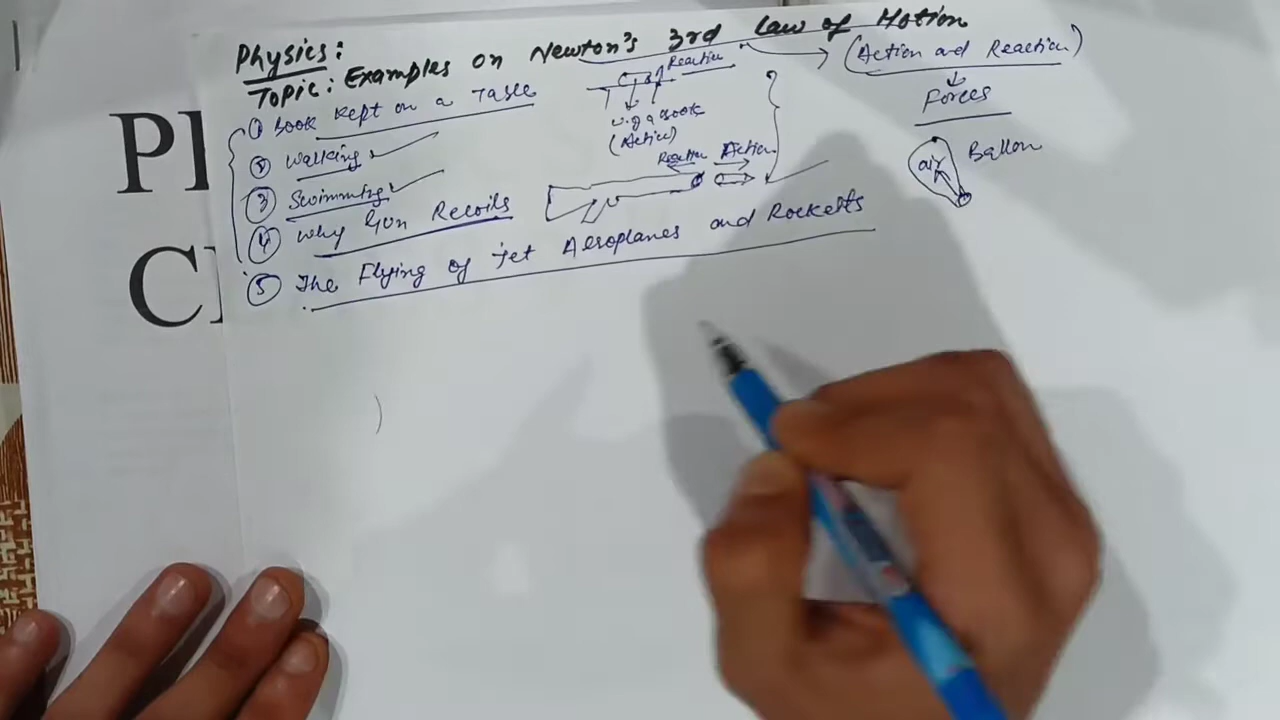 Physics:
Topic: Examples on Newton's 3rd Law of Motion
(Action and Reaction)
Forces
① Book kept on a Table
② Walking
③ Swimming
④ Why Gun Recoils
⑤ The Flying of jet Aeroplanes and Rockests
Reaction
(Action)
Reaction Action
air Ballon
Pl
C